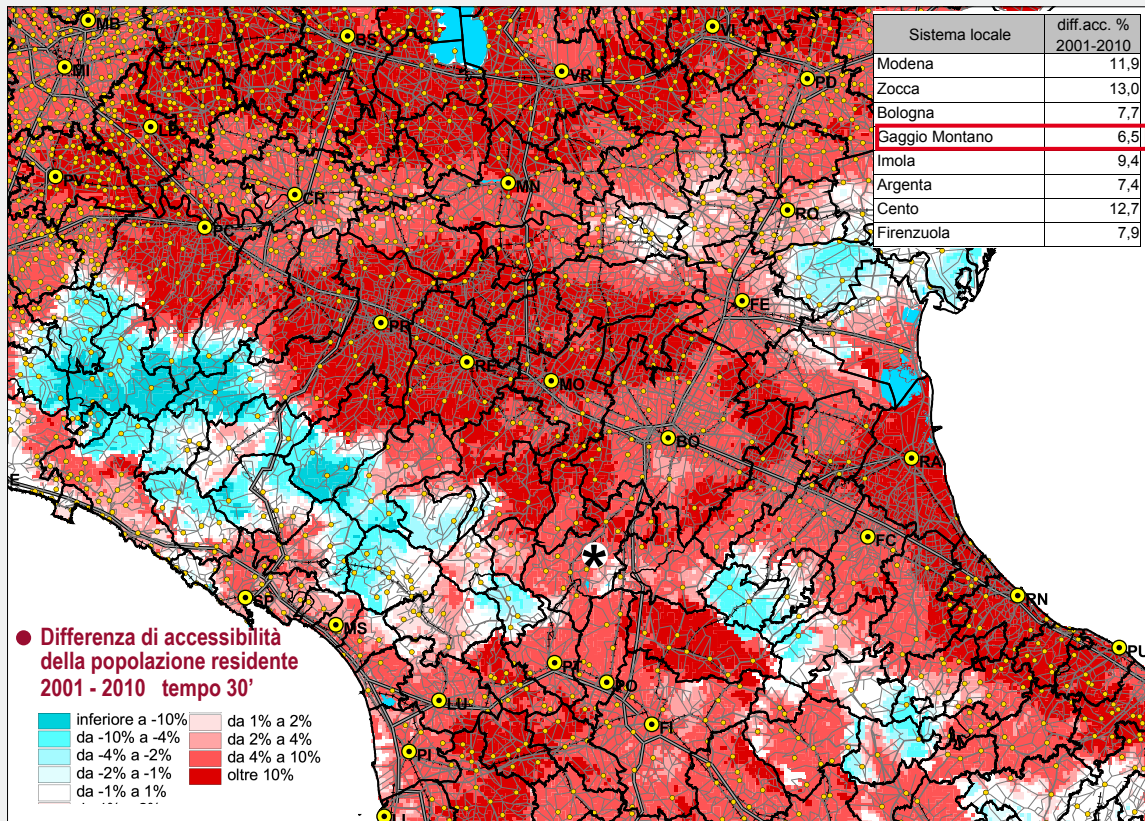 MB
MI
BS
VI
VR
PD
LO
PV
CR
MN
RO
PC
FE
PR
RE
MO
BO
RA
FC
RN
PU
SP
MS
PT
PO
LU
FI
PI
LI
*
Sistema locale diff.acc. % 2001-2010
Modena 11,9
Zocca 13,0
Bologna 7,7
Gaggio Montano 6,5
Imola 9,4
Argenta 7,4
Cento 12,7
Firenzuola 7,9
Differenza di accessibilità
della popolazione residente
2001 - 2010 tempo 30'
inferiore a -10%
da -10% a -4%
da -4% a -2%
da -2% a -1%
da -1% a 1%
da 1% a 2%
da 2% a 4%
da 4% a 10%
oltre 10%